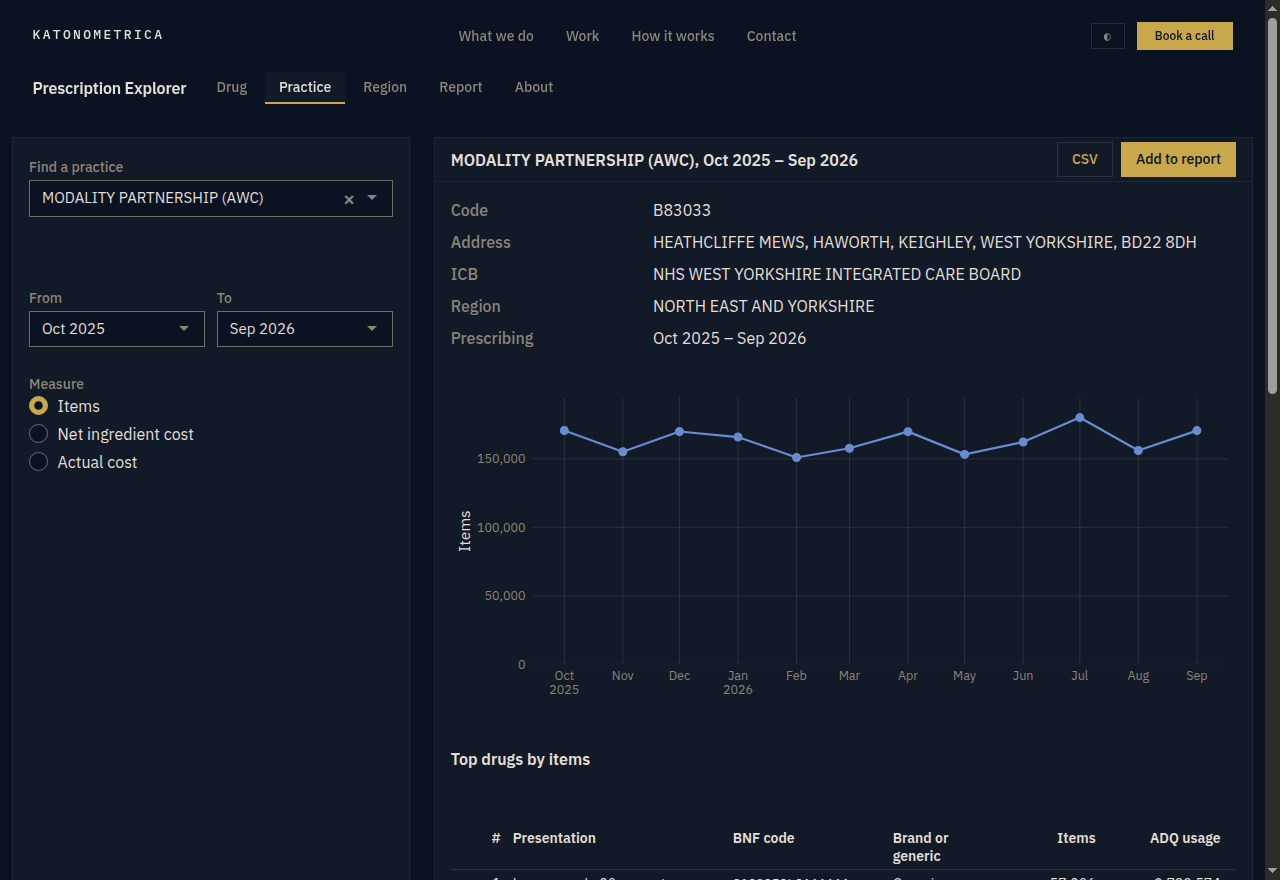 KATONOMETRICA
What we do
Work
How it works
Contact
Book a call
Prescription Explorer
Drug
Practice
Region
Report
About
Find a practice
MODALITY PARTNERSHIP (AWC)
From
To
Oct 2025
Sep 2026
Measure
Items
Net ingredient cost
Actual cost
MODALITY PARTNERSHIP (AWC), Oct 2025 – Sep 2026
CSV
Add to report
Code
B83033
Address
HEATHCLIFFE MEWS, HAWORTH, KEIGHLEY, WEST YORKSHIRE, BD22 8DH
ICB
NHS WEST YORKSHIRE INTEGRATED CARE BOARD
Region
NORTH EAST AND YORKSHIRE
Prescribing
Oct 2025 – Sep 2026
150,000
100,000
50,000
0
Items
Oct
2025
Nov
Dec
Jan
2026
Feb
Mar
Apr
May
Jun
Jul
Aug
Sep
Top drugs by items
#
Presentation
BNF code
Brand or
generic
Items
ADQ usage